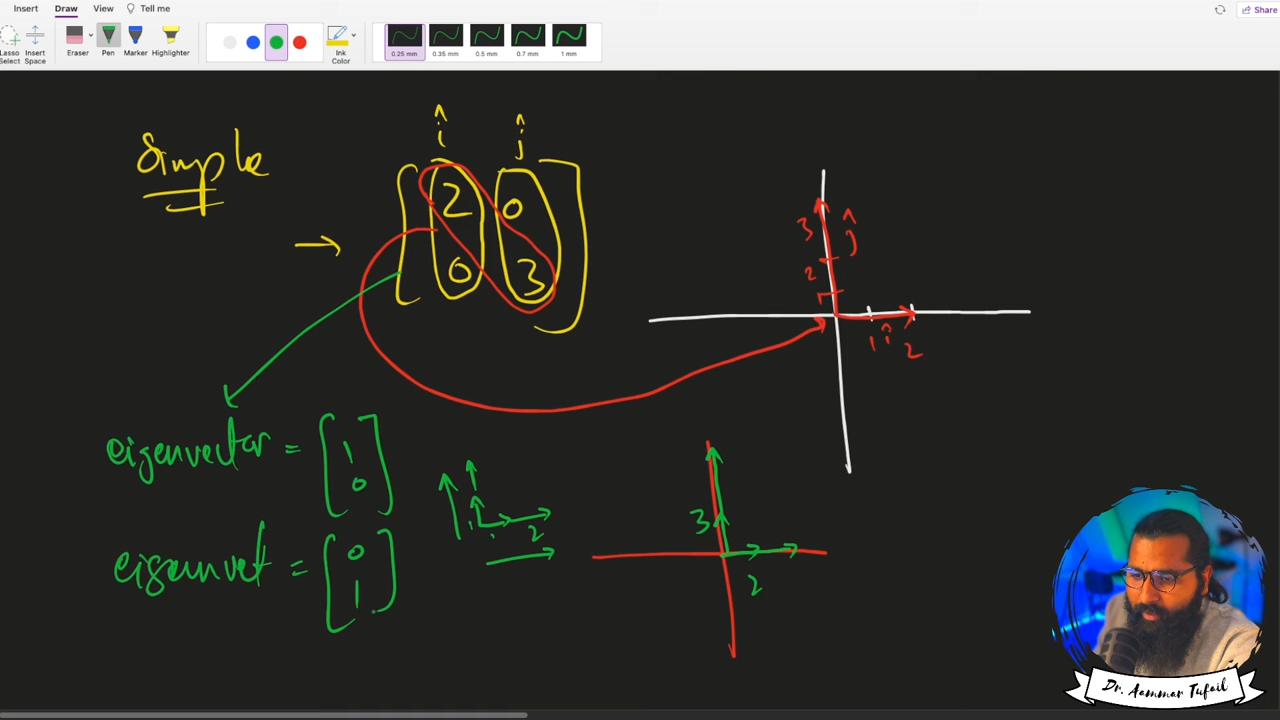 Insert Draw View Tell me
Share
Lasso Select
Insert Space
Eraser
Pen
Marker
Highlighter
Ink Color
0.25 mm
0.35 mm
0.5 mm
0.7 mm
1 mm
Simple
î ĵ
2 0
0 3
3 ĵ
2
1
1 î 2
eigenvector = [1
0]
eigenvet = [0
1]
2
3
2
Dr. Aammar Tufail